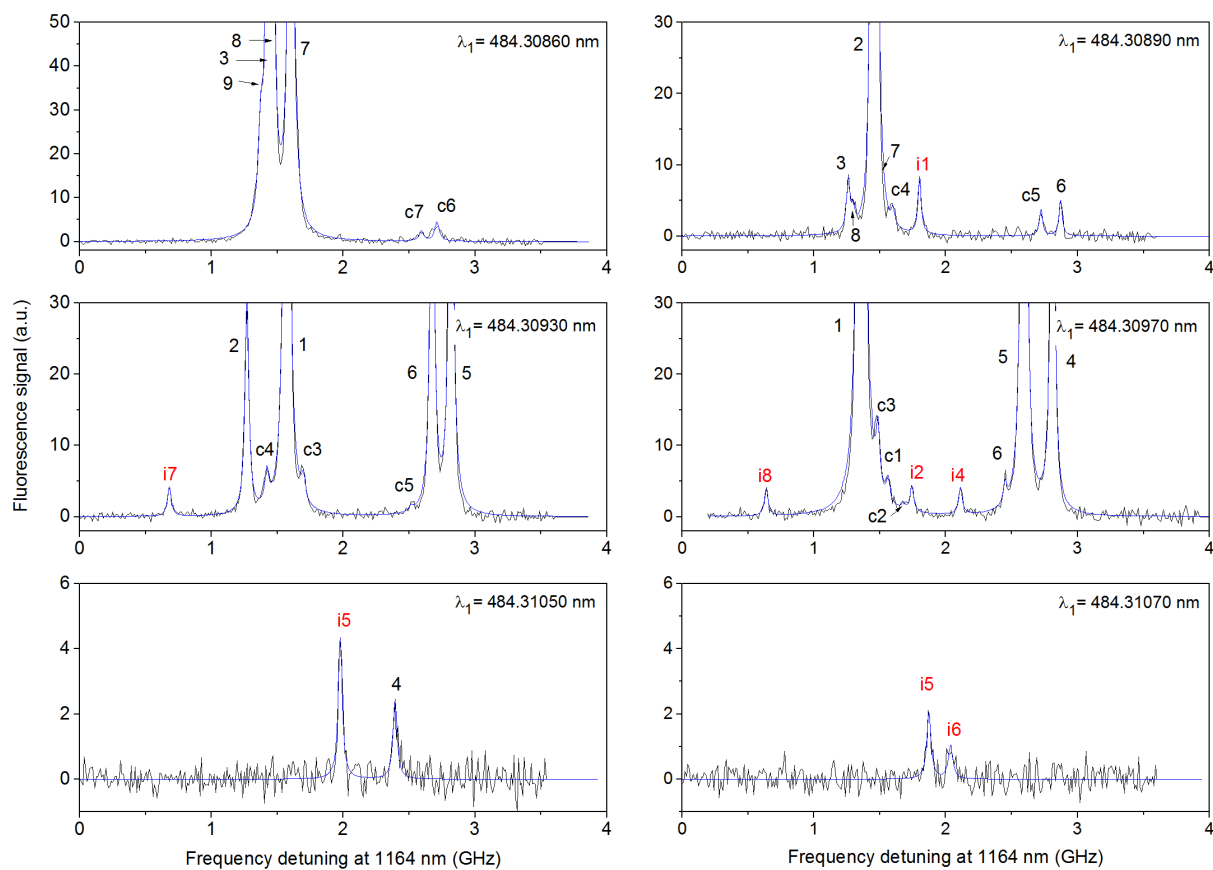 λ1= 484.30860 nm
50
40
30
20
10
0
8
3
9
7
c7
c6
0 1 2 3 4
λ1= 484.30890 nm
30
20
10
0
2
3
8
7
c4
i1
c5
6
0 1 2 3 4
λ1= 484.30930 nm
30
20
10
0
i7
2
c4
1
c3
c5
6
5
0 1 2 3 4
λ1= 484.30970 nm
30
20
10
0
i8
1
c3
c1
c2
i2
i4
6
5
4
0 1 2 3 4
λ1= 484.31050 nm
6
4
2
0
i5
4
0 1 2 3 4
Frequency detuning at 1164 nm (GHz)
λ1= 484.31070 nm
6
4
2
0
i5
i6
0 1 2 3 4
Frequency detuning at 1164 nm (GHz)
Fluorescence signal (a.u.)